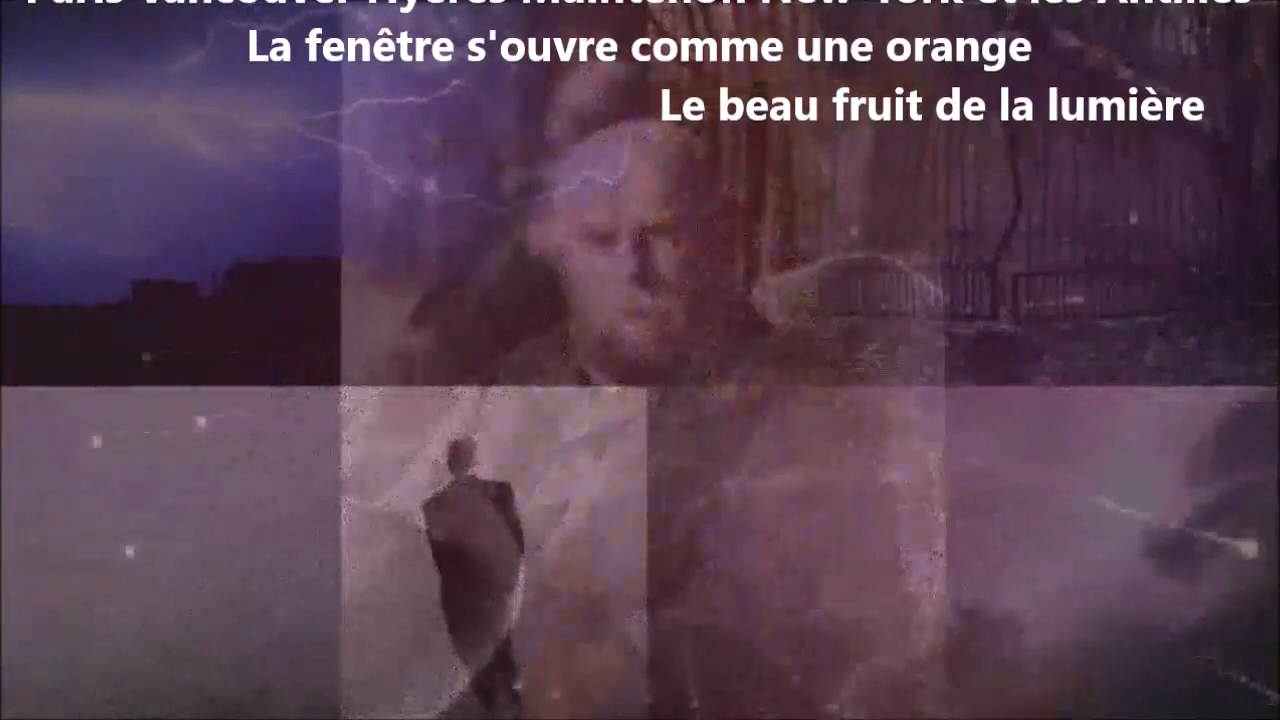 Paris Vancouver Hyères Maintenon New-York et les Antilles
La fenêtre s'ouvre comme une orange
Le beau fruit de la lumière